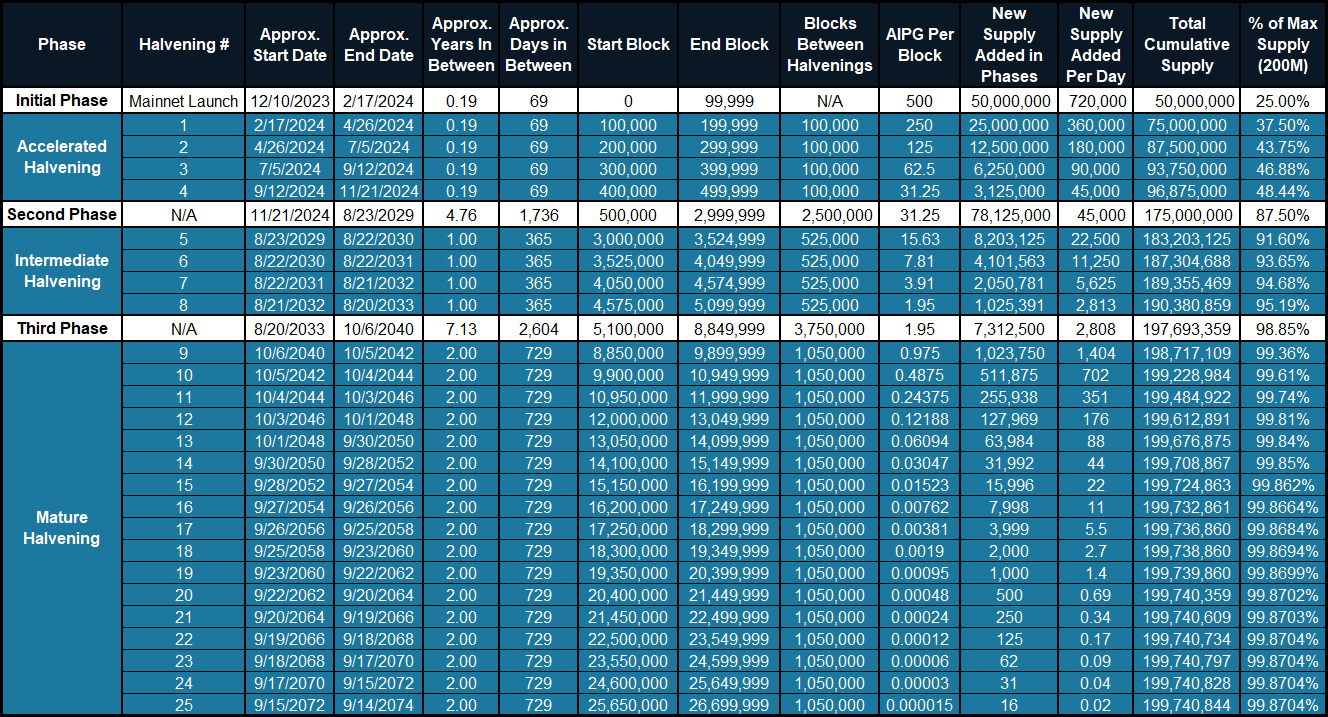 Phase Halvening # Approx. Start Date Approx. End Date Approx. Years In Between Approx. Days in Between Start Block End Block Blocks Between Halvenings AIPG Per Block New Supply Added in Phases New Supply Added Per Day Total Cumulative Supply % of Max Supply (200M)
Initial Phase Mainnet Launch 12/10/2023 2/17/2024 0.19 69 0 99,999 N/A 500 50,000,000 720,000 50,000,000 25.00%
Accelerated Halvening
1 2/17/2024 4/26/2024 0.19 69 100,000 199,999 100,000 250 25,000,000 360,000 75,000,000 37.50%
2 4/26/2024 7/5/2024 0.19 69 200,000 299,999 100,000 125 12,500,000 180,000 87,500,000 43.75%
3 7/5/2024 9/12/2024 0.19 69 300,000 399,999 100,000 62.5 6,250,000 90,000 93,750,000 46.88%
4 9/12/2024 11/21/2024 0.19 69 400,000 499,999 100,000 31.25 3,125,000 45,000 96,875,000 48.44%
Second Phase N/A 11/21/2024 8/23/2029 4.76 1,736 500,000 2,999,999 2,500,000 31.25 78,125,000 45,000 175,000,000 87.50%
Intermediate Halvening
5 8/23/2029 8/22/2030 1.00 365 3,000,000 3,524,999 525,000 15.63 8,203,125 22,500 183,203,125 91.60%
6 8/22/2030 8/22/2031 1.00 365 3,525,000 4,049,999 525,000 7.81 4,101,563 11,250 187,304,688 93.65%
7 8/22/2031 8/21/2032 1.00 365 4,050,000 4,574,999 525,000 3.91 2,050,781 5,625 189,355,469 94.68%
8 8/21/2032 8/20/2033 1.00 365 4,575,000 5,099,999 525,000 1.95 1,025,391 2,813 190,380,859 95.19%
Third Phase N/A 8/20/2033 10/6/2040 7.13 2,604 5,100,000 8,849,999 3,750,000 1.95 7,312,500 2,808 197,693,359 98.85%
Mature Halvening
9 10/6/2040 10/5/2042 2.00 729 8,850,000 9,899,999 1,050,000 0.975 1,023,750 1,404 198,717,109 99.36%
10 10/5/2042 10/4/2044 2.00 729 9,900,000 10,949,999 1,050,000 0.4875 511,875 702 199,228,984 99.61%
11 10/4/2044 10/3/2046 2.00 729 10,950,000 11,999,999 1,050,000 0.24375 255,938 351 199,484,922 99.74%
12 10/3/2046 10/1/2048 2.00 729 12,000,000 13,049,999 1,050,000 0.12188 127,969 176 199,612,891 99.81%
13 10/1/2048 9/30/2050 2.00 729 13,050,000 14,099,999 1,050,000 0.06094 63,984 88 199,676,875 99.84%
14 9/30/2050 9/28/2052 2.00 729 14,100,000 15,149,999 1,050,000 0.03047 31,992 44 199,708,867 99.85%
15 9/28/2052 9/27/2054 2.00 729 15,150,000 16,199,999 1,050,000 0.01523 15,996 22 199,724,863 99.862%
16 9/27/2054 9/26/2056 2.00 729 16,200,000 17,249,999 1,050,000 0.00762 7,998 11 199,732,861 99.8664%
17 9/26/2056 9/25/2058 2.00 729 17,250,000 18,299,999 1,050,000 0.00381 3,999 5.5 199,736,860 99.8684%
18 9/25/2058 9/23/2060 2.00 729 18,300,000 19,349,999 1,050,000 0.0019 2,000 2.7 199,738,860 99.8694%
19 9/23/2060 9/22/2062 2.00 729 19,350,000 20,399,999 1,050,000 0.00095 1,000 1.4 199,739,860 99.8699%
20 9/22/2062 9/20/2064 2.00 729 20,400,000 21,449,999 1,050,000 0.00048 500 0.69 199,740,359 99.8702%
21 9/20/2064 9/19/2066 2.00 729 21,450,000 22,499,999 1,050,000 0.00024 250 0.34 199,740,609 99.8703%
22 9/19/2066 9/18/2068 2.00 729 22,500,000 23,549,999 1,050,000 0.00012 125 0.17 199,740,734 99.8704%
23 9/18/2068 9/17/2070 2.00 729 23,550,000 24,599,999 1,050,000 0.00006 62 0.09 199,740,797 99.8704%
24 9/17/2070 9/15/2072 2.00 729 24,600,000 25,649,999 1,050,000 0.00003 31 0.04 199,740,828 99.8704%
25 9/15/2072 9/14/2074 2.00 729 25,650,000 26,699,999 1,050,000 0.000015 16 0.02 199,740,844 99.8704%